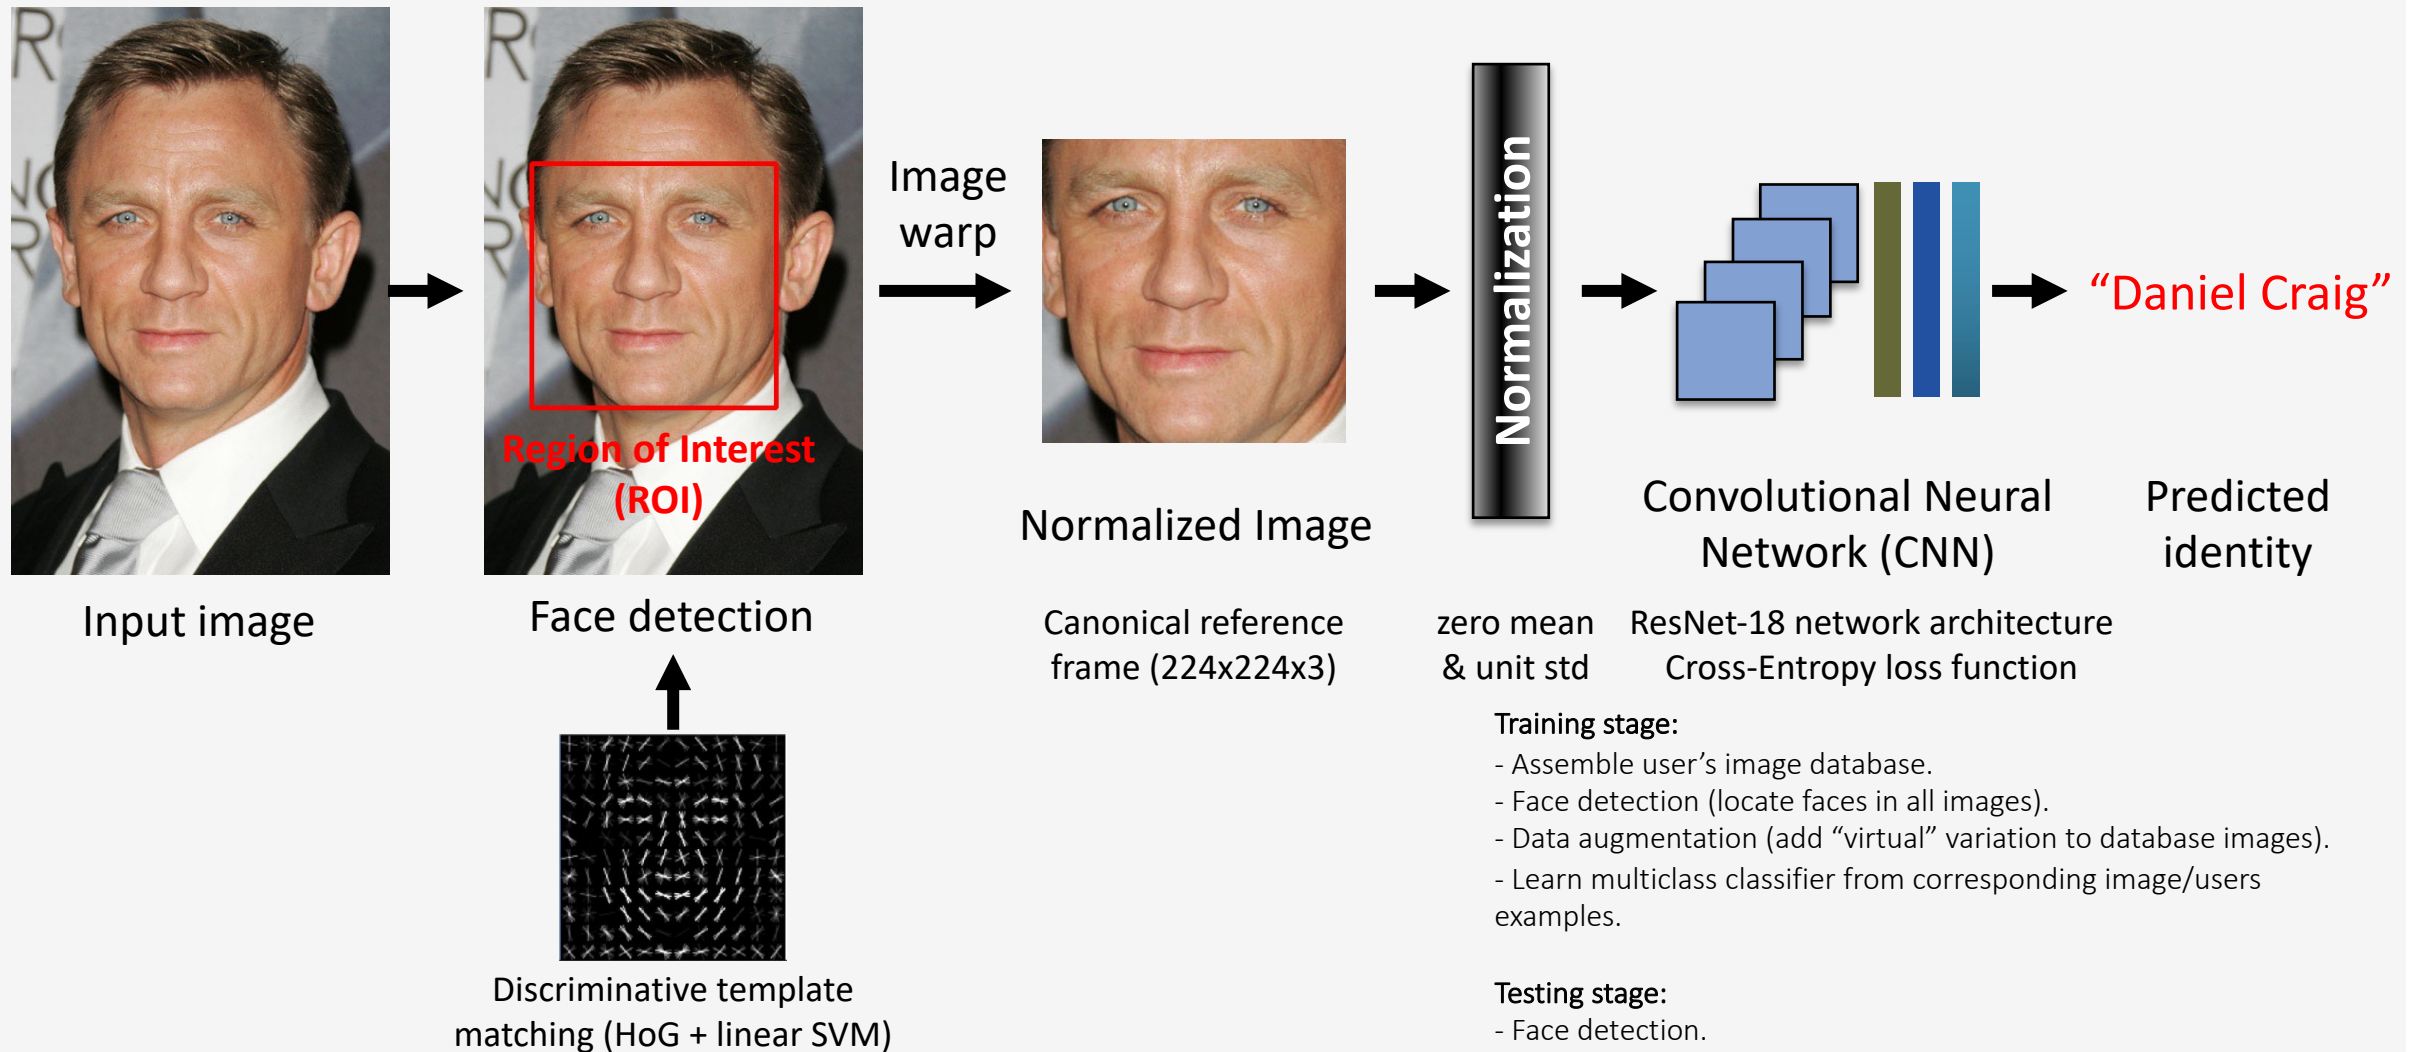 Input image
Region of Interest
(ROI)
Face detection
Discriminative template
matching (HoG + linear SVM)
Image
warp
Normalized Image
Canonical reference
frame (224x224x3)
Normalization
zero mean
& unit std
Convolutional Neural
Network (CNN)
ResNet-18 network architecture
Cross-Entropy loss function
“Daniel Craig”
Predicted
identity
Training stage:
- Assemble user’s image database.
- Face detection (locate faces in all images).
- Data augmentation (add “virtual” variation to database images).
- Learn multiclass classifier from corresponding image/users
examples.
Testing stage:
- Face detection.